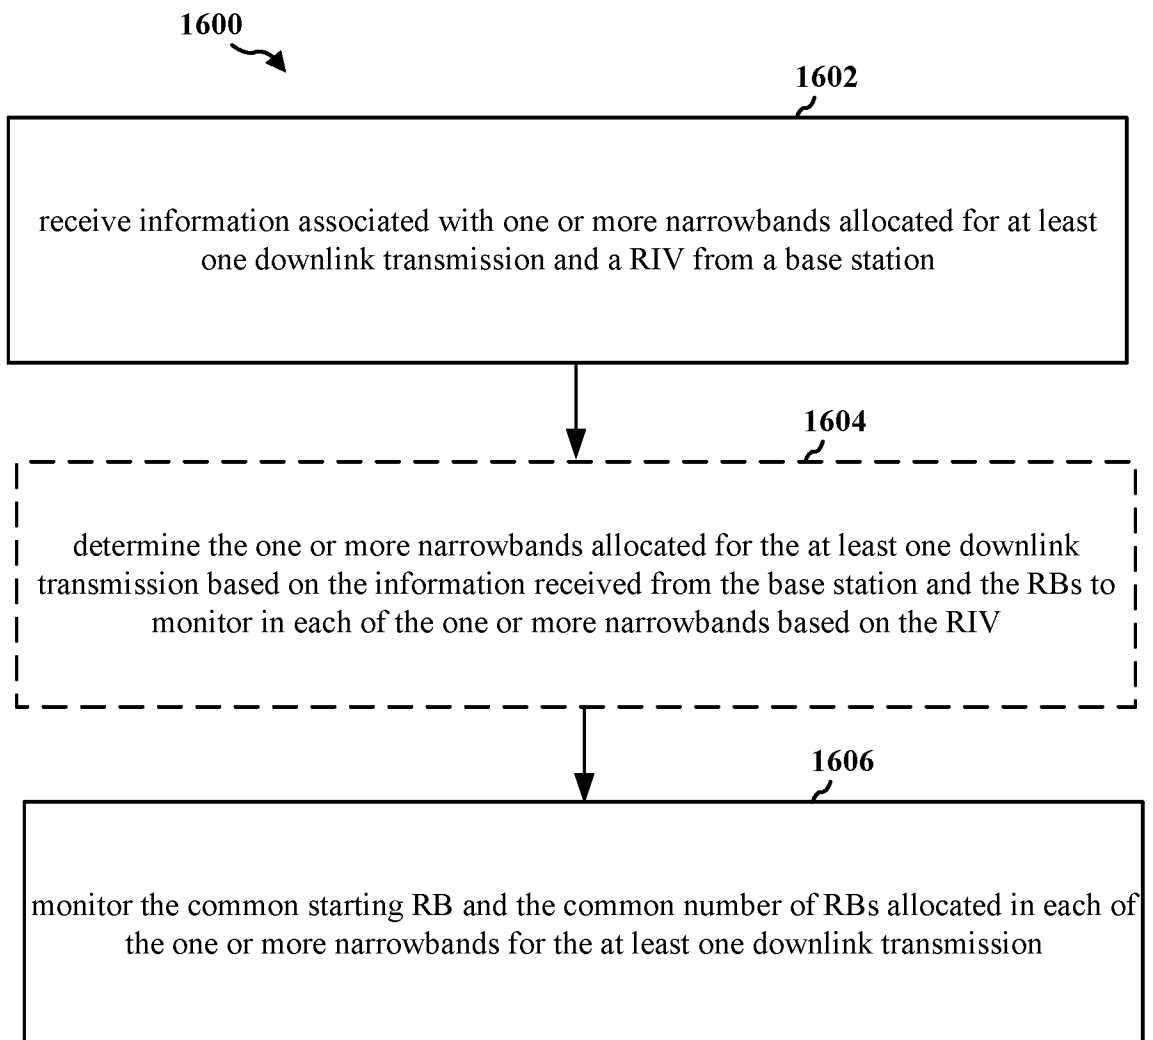 1600
1602
receive information associated with one or more narrowbands allocated for at least
one downlink transmission and a RIV from a base station
1604
determine the one or more narrowbands allocated for the at least one downlink
transmission based on the information received from the base station and the RBs to
monitor in each of the one or more narrowbands based on the RIV
1606
monitor the common starting RB and the common number of RBs allocated in each of
the one or more narrowbands for the at least one downlink transmission